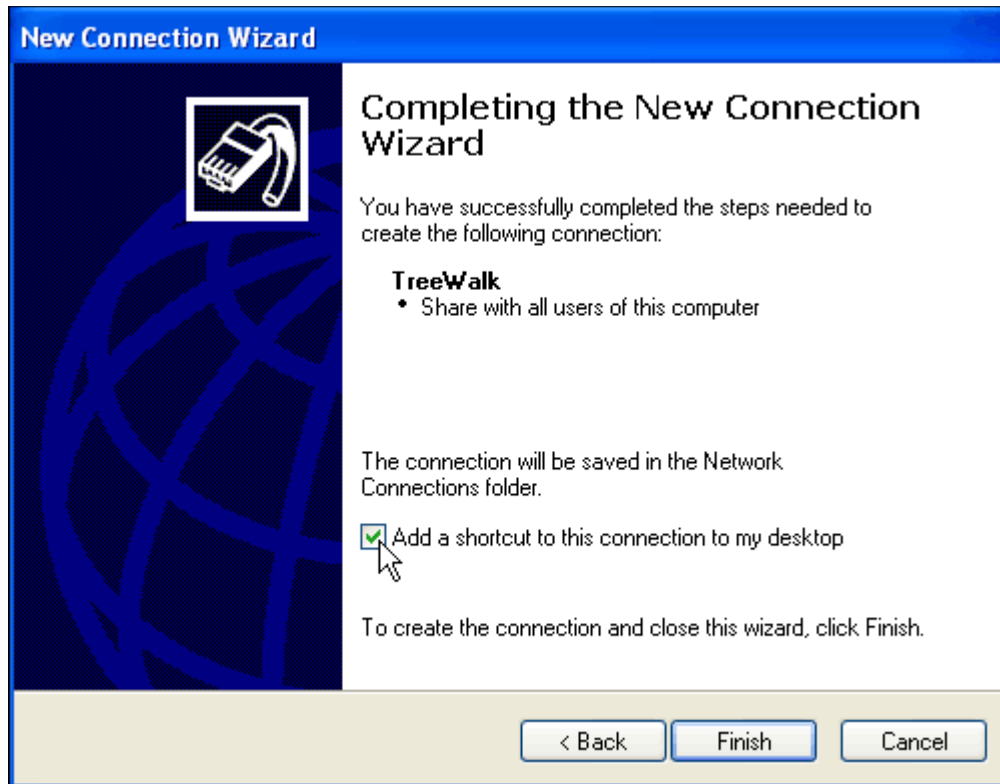 New Connection Wizard
Completing the New Connection
Wizard
You have successfully completed the steps needed to
create the following connection:
TreeWalk
• Share with all users of this computer
The connection will be saved in the Network
Connections folder.
Add a shortcut to this connection to my desktop
To create the connection and close this wizard, click Finish.
< Back Finish Cancel